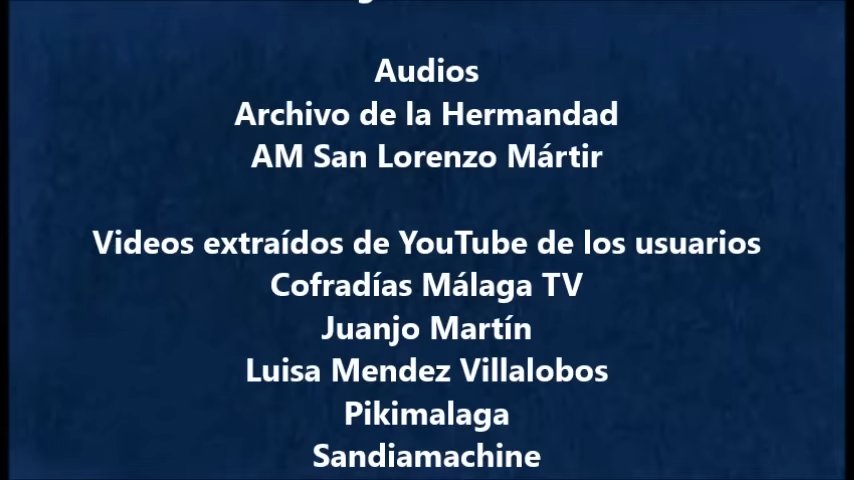 Audios
Archivo de la Hermandad
AM San Lorenzo Mártir
Videos extraídos de YouTube de los usuarios
Cofradías Málaga TV
Juanjo Martín
Luisa Mendez Villalobos
Pikimalaga
Sandiamachine